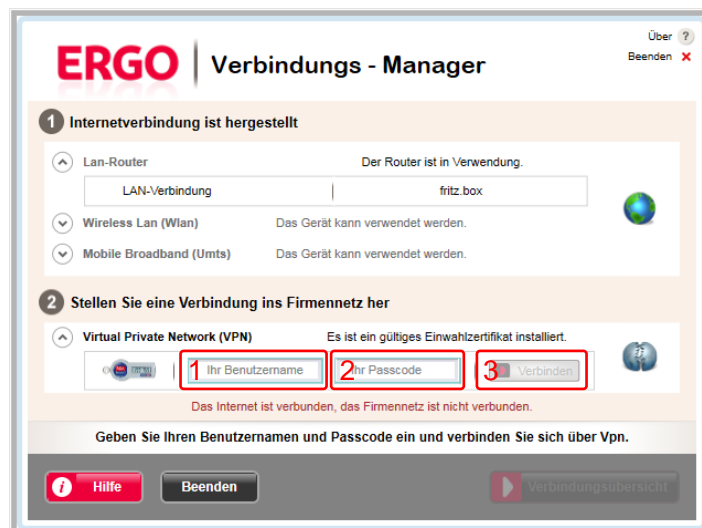 Über ?
Beenden
ERGO
Verbindungs - Manager
1 Internetverbindung ist hergestellt
Lan-Router Der Router ist in Verwendung.
LAN-Verbindung fritz.box
Wireless Lan (Wlan) Das Gerät kann verwendet werden.
Mobile Broadband (Umts) Das Gerät kann verwendet werden.
2 Stellen Sie eine Verbindung ins Firmennetz her
Virtual Private Network (VPN) Es ist ein gültiges Einwahlzertifikat installiert.
1 Ihr Benutzername 2 Ihr Passcode 3 Verbinden
Das Internet ist verbunden, das Firmennetz ist nicht verbunden.
Geben Sie Ihren Benutzernamen und Passcode ein und verbinden Sie sich über Vpn.
i Hilfe Beenden Verbindungsübersicht